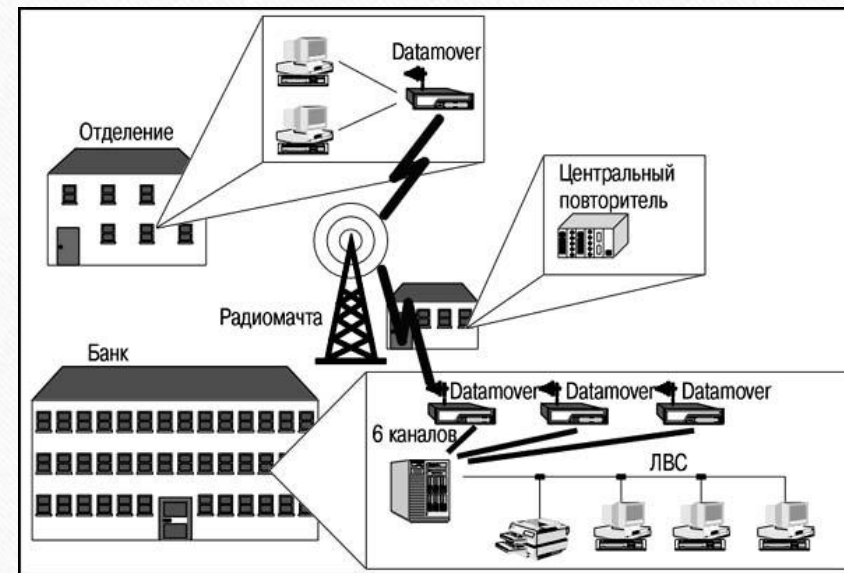 Datamover
Отделение
Центральный
повторитель
Радиомачта
Банк
Datamover Datamover Datamover
6 каналов
ЛВС